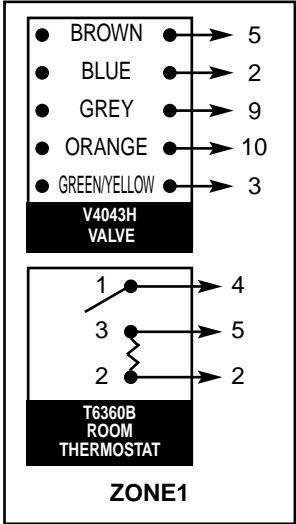 BROWN 5
BLUE 2
GREY 9
ORANGE 10
GREEN/YELLOW 3
V4043H
VALVE
1 4
3 5
2 2
T6360B
ROOM
THERMOSTAT
ZONE1